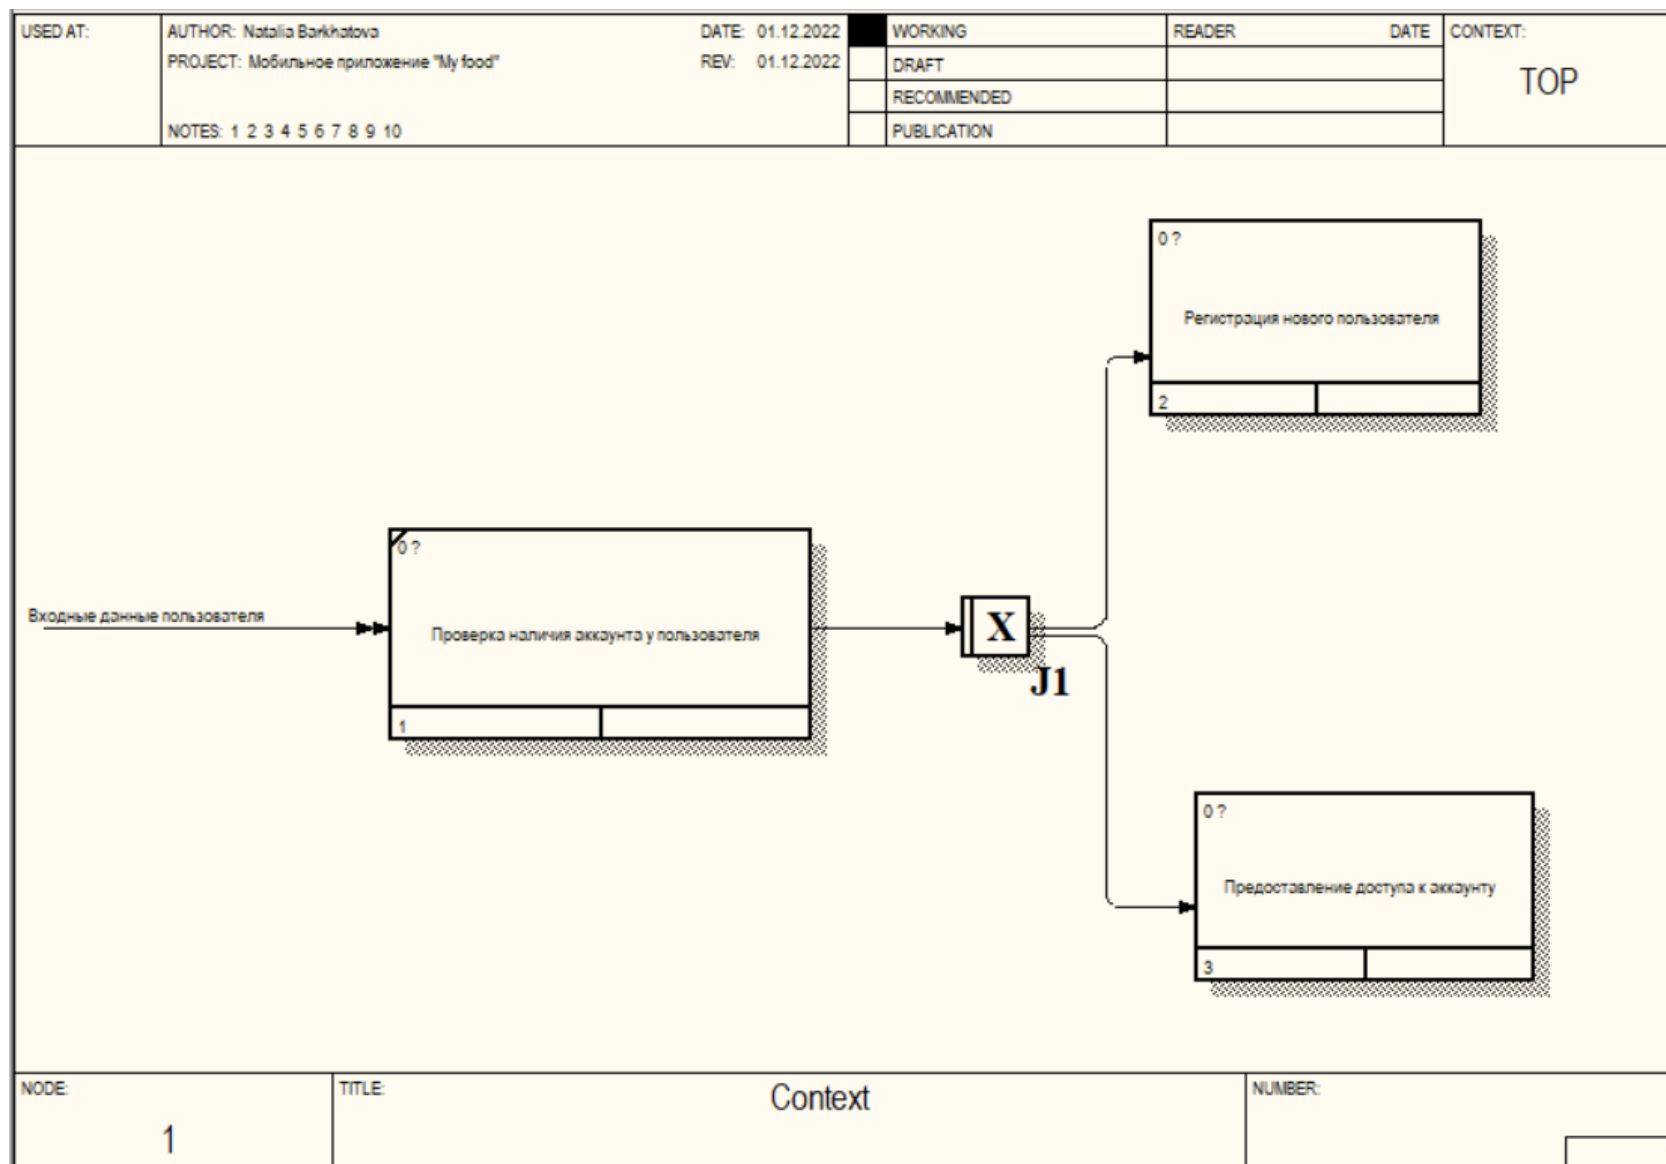 USED AT:
AUTHOR: Natalia Barkhatova
DATE: 01.12.2022
WORKING
READER
DATE
CONTEXT:
PROJECT: Мобильное приложение "My food"
REV: 01.12.2022
DRAFT
TOP
RECOMMENDED
NOTES: 1 2 3 4 5 6 7 8 9 10
PUBLICATION
0 ?
Регистрация нового пользователя
2
Входные данные пользователя
0 ?
Проверка наличия аккаунта у пользователя
1
X
J1
0 ?
Предоставление доступа к аккаунту
3
NODE:
1
TITLE:
Context
NUMBER: